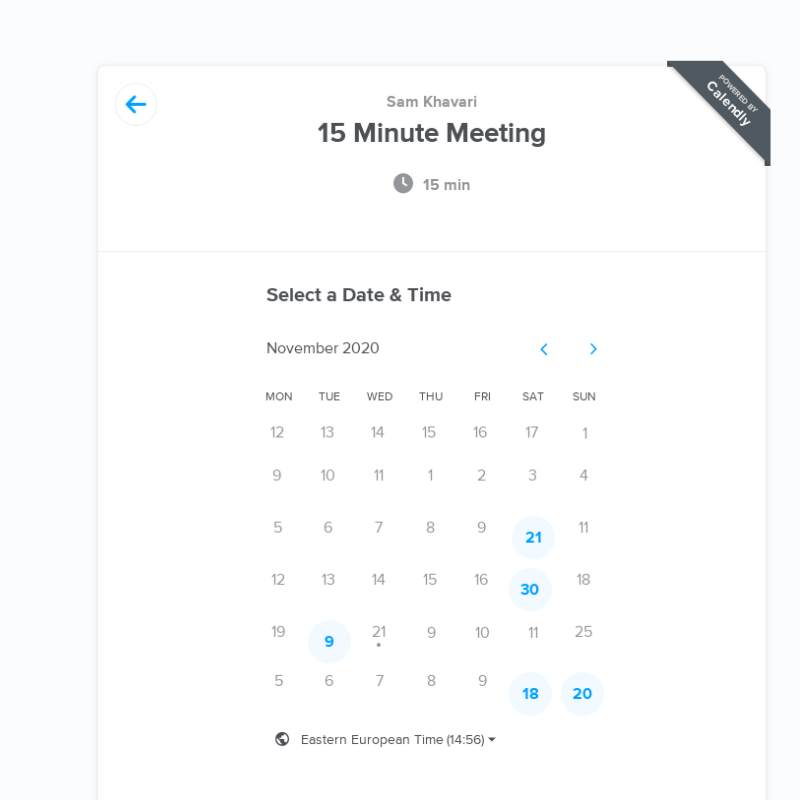 POWERED BY
Calendly
Sam Khavari
15 Minute Meeting
15 min
Select a Date & Time
November 2020
MON TUE WED THU FRI SAT SUN
12 13 14 15 16 17 1
9 10 11 1 2 3 4
5 6 7 8 9 21 11
12 13 14 15 16 30 18
19 9 21 9 10 11 25
5 6 7 8 9 18 20
Eastern European Time (14:56)